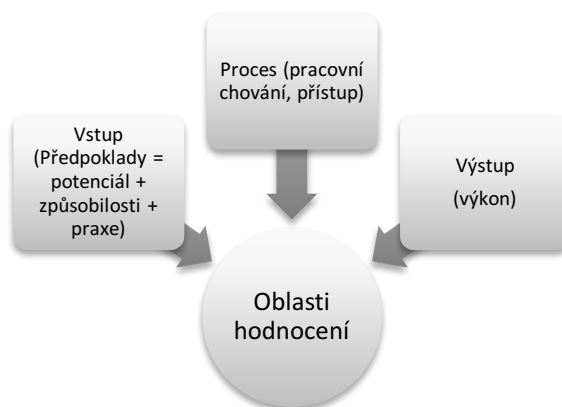 Proces (pracovní
chování, přístup)
Vstup
(Předpoklady =
potenciál +
způsobilosti +
praxe)
Výstup
(výkon)
Oblasti
hodnocení